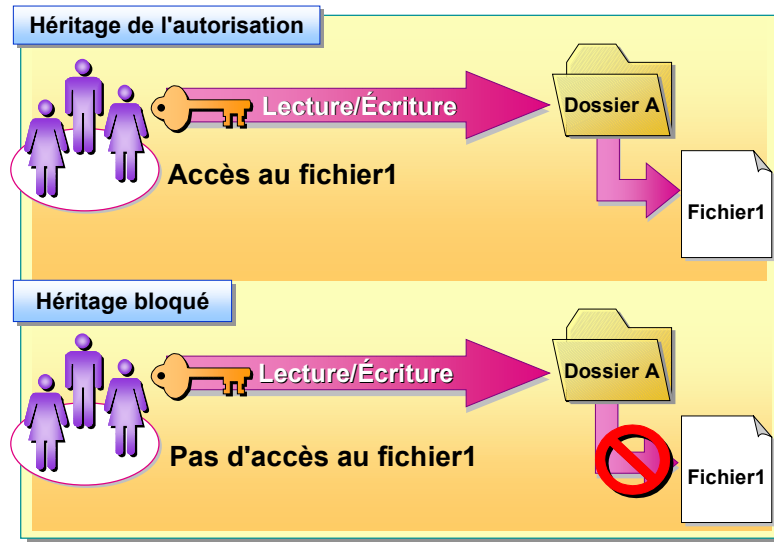 Héritage de l'autorisation
Lecture/Écriture
Dossier A
Accès au fichier1
Fichier1
Héritage bloqué
Lecture/Écriture
Dossier A
Pas d'accès au fichier1
Fichier1